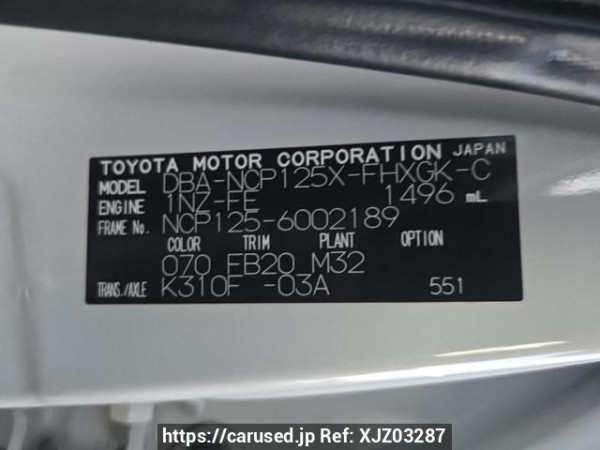 TOYOTA MOTOR CORPORATION JAPAN
MODEL DBA-NCP125X-FHXGK-C
ENGINE 1NZ-FE 1496 mL
FRAME No. NCP125-6002189
COLOR TRIM PLANT OPTION
070 FB20 M32
TRANS./AXLE K310F -03A 551
https://carused.jp Ref: XJZ03287